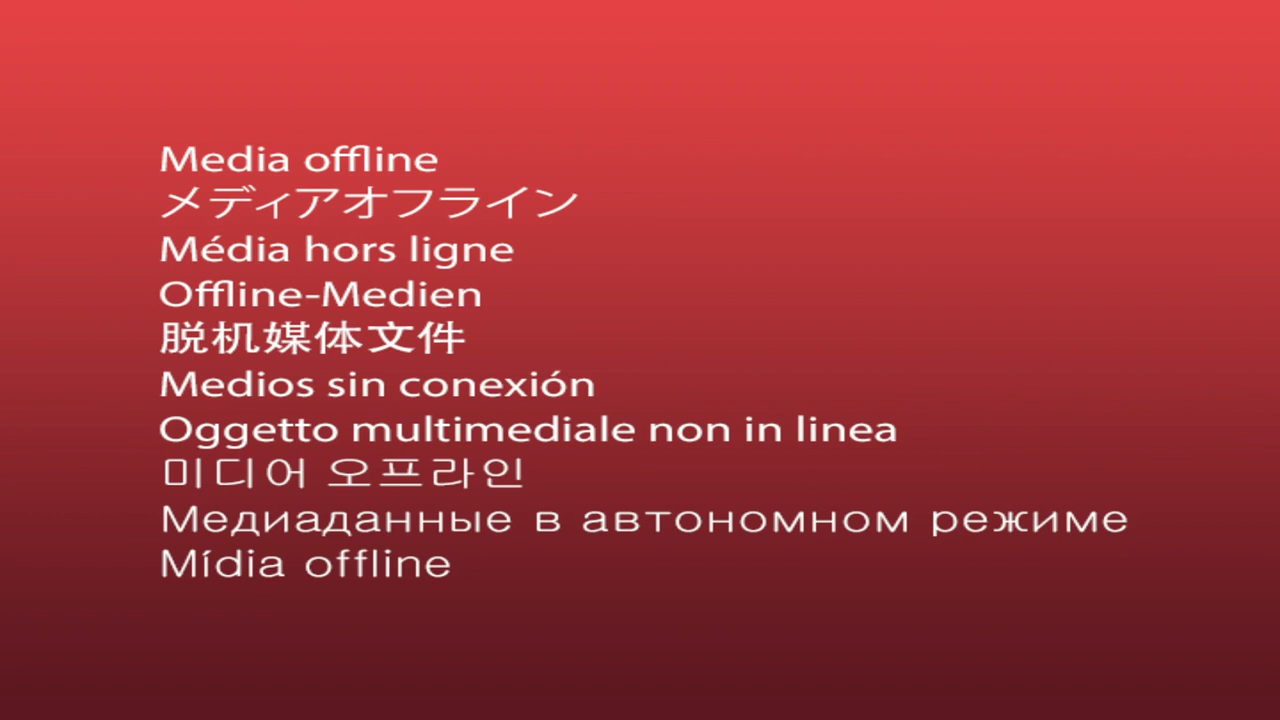 Media offline
メディアオフライン
Média hors ligne
Offline-Medien
脱机媒体文件
Medios sin conexión
Oggetto multimediale non in linea
미디어 오프라인
Медиаданные в автономном режиме
Mídia offline